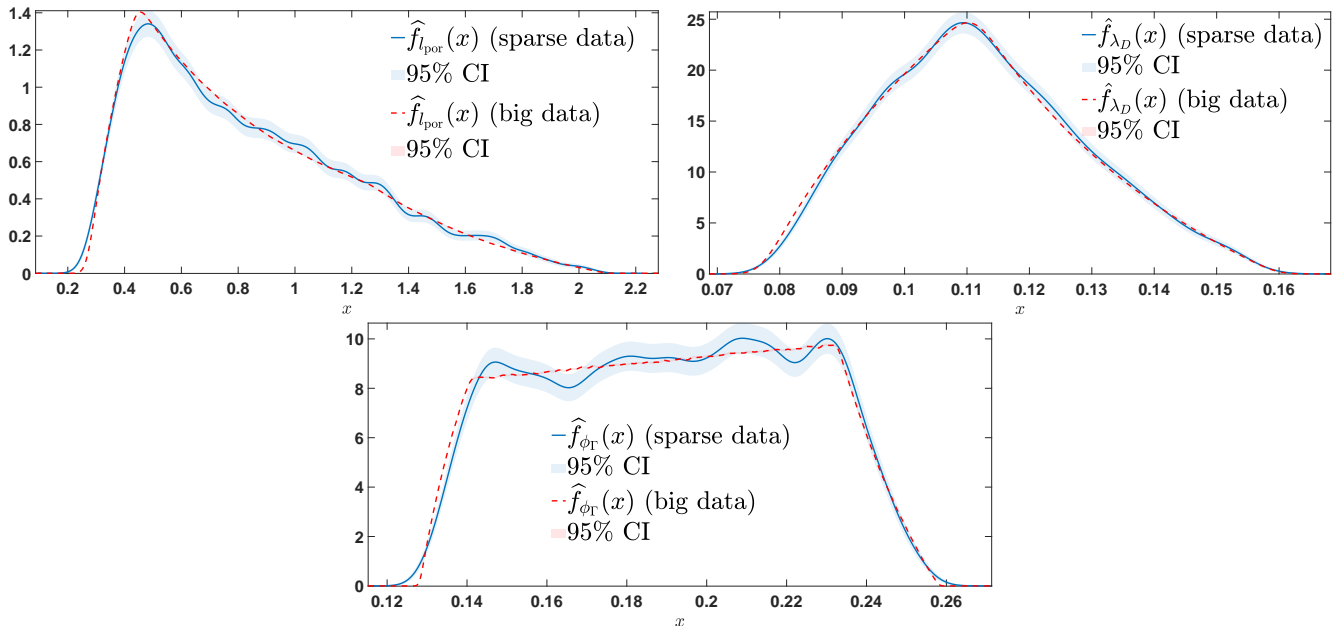 1.4
1.2
1
0.8
0.6
0.4
0.2
0
0.2 0.4 0.6 0.8 1 1.2 1.4 1.6 1.8 2 2.2
x
f̂_{l_por}(x) (sparse data)
95% CI
f̂_{l_por}(x) (big data)
95% CI
25
20
15
10
5
0
0.07 0.08 0.09 0.1 0.11 0.12 0.13 0.14 0.15 0.16
x
f̂_{λ_D}(x) (sparse data)
95% CI
f̂_{λ_D}(x) (big data)
95% CI
10
8
6
4
2
0
0.12 0.14 0.16 0.18 0.2 0.22 0.24 0.26
x
f̂_{ϕ_Γ}(x) (sparse data)
95% CI
f̂_{ϕ_Γ}(x) (big data)
95% CI